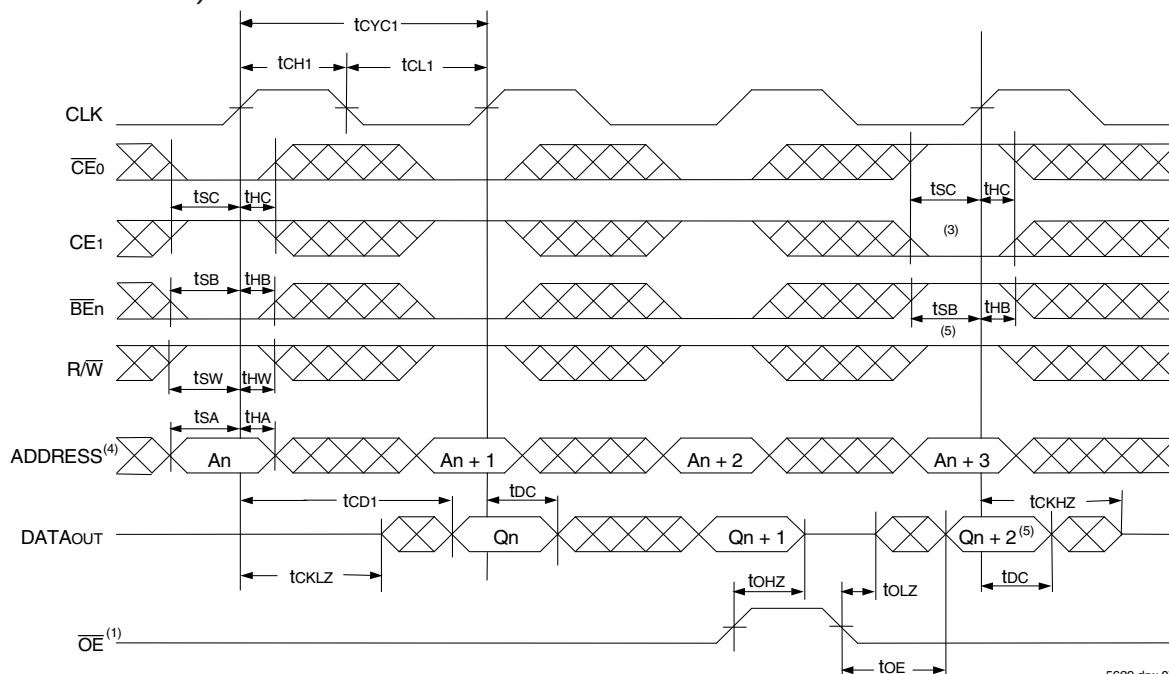 tCYC1
tCH1 tCL1
CLK
CE0
tSC tHC tSC tHC
CE1 (3)
tSB tHB
BEn tSB tHB
(5)
R/W
tSW tHW
tSA tHA
ADDRESS(4) An An + 1 An + 2 An + 3
tCD1 tDC tCKHZ
DATAOUT Qn Qn + 1 Qn + 2(5)
tCKLZ tOHZ tOLZ tDC
OE(1)
tOE